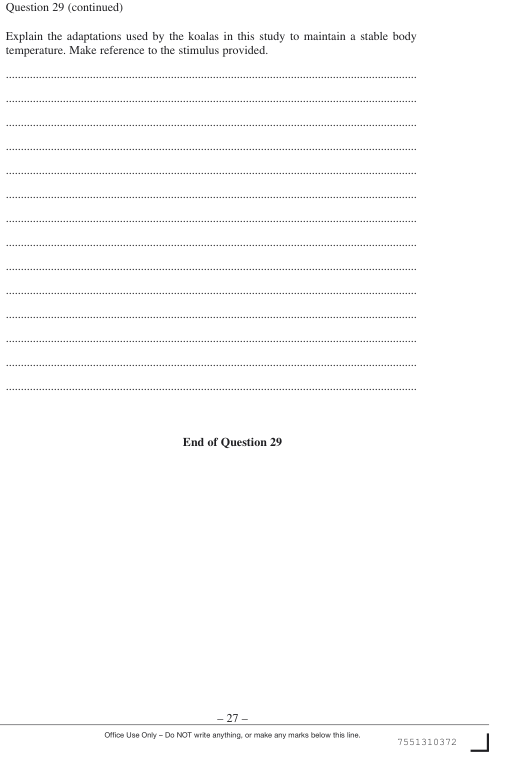 Question 29 (continued)
Explain the adaptations used by the koalas in this study to maintain a stable body
temperature. Make reference to the stimulus provided.
End of Question 29
– 27 –
Office Use Only – Do NOT write anything, or make any marks below this line.
7551310372